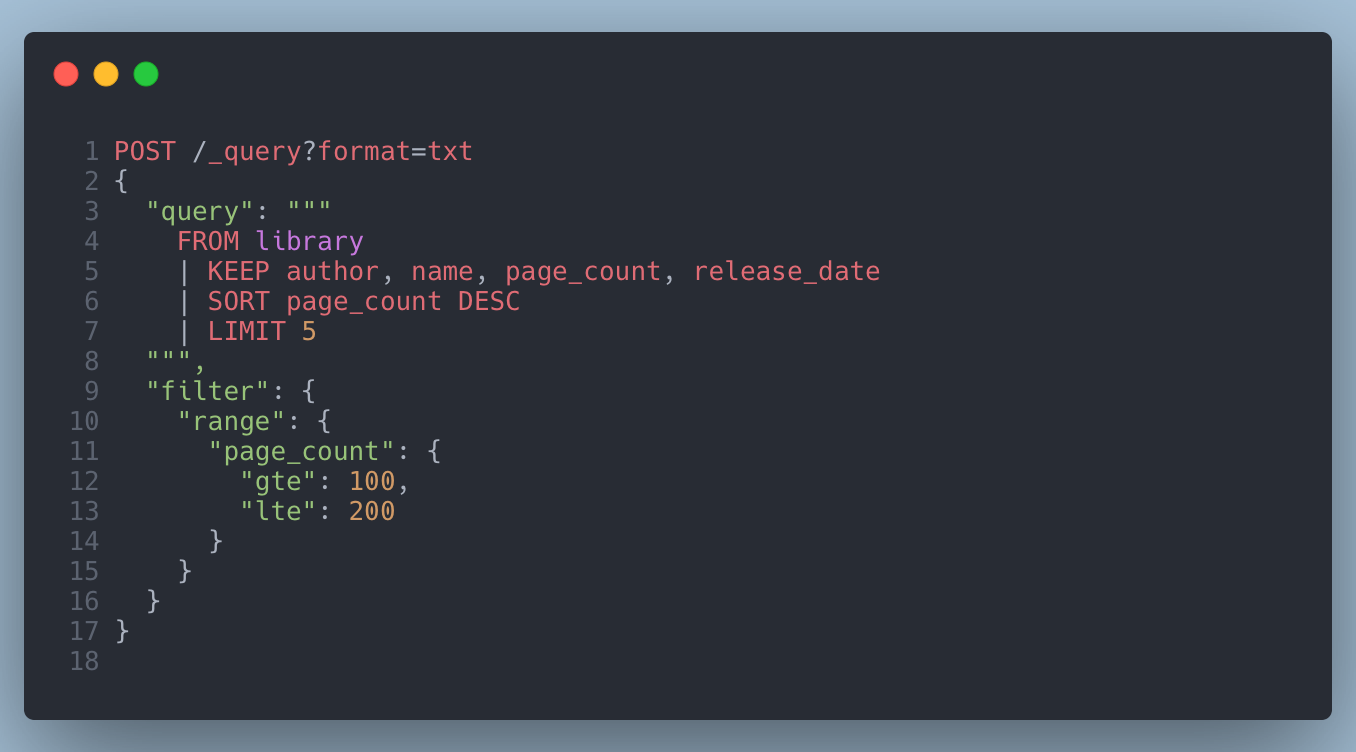 1 POST /_query?format=txt
2 {
3   "query": """
4     FROM library
5     | KEEP author, name, page_count, release_date
6     | SORT page_count DESC
7     | LIMIT 5
8   """,
9   "filter": {
10     "range": {
11       "page_count": {
12         "gte": 100,
13         "lte": 200
14       }
15     }
16   }
17 }
18